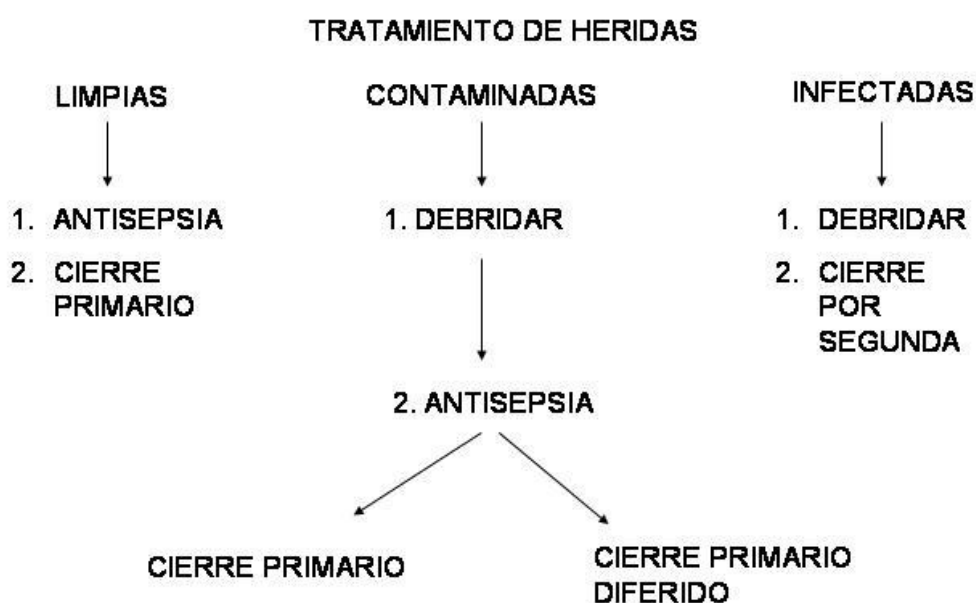 TRATAMIENTO DE HERIDAS
LIMPIAS
1. ANTISEPSIA
2. CIERRE
PRIMARIO
CONTAMINADAS
1. DEBRIDAR
2. ANTISEPSIA
CIERRE PRIMARIO
CIERRE PRIMARIO
DIFERIDO
INFECTADAS
1. DEBRIDAR
2. CIERRE
POR
SEGUNDA